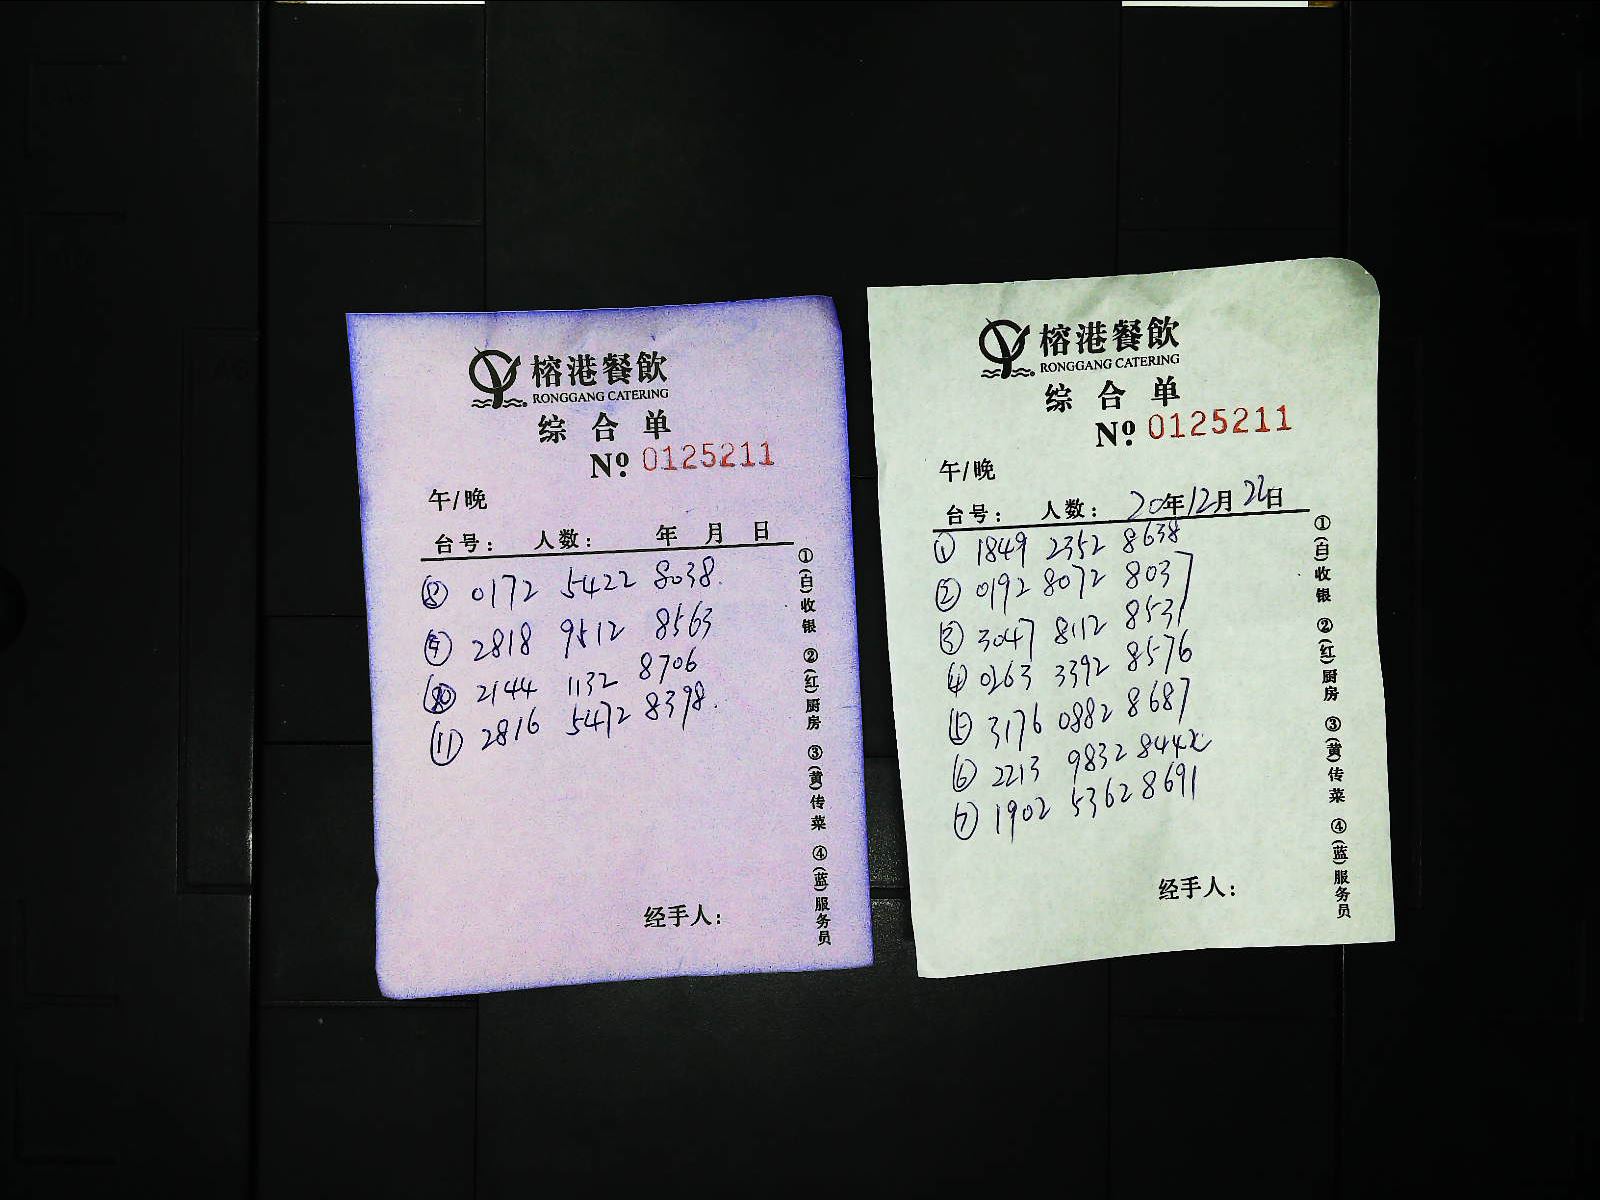 榕港餐飲
RONGGANG CATERING
综合单
№ 0125211
午/晚
台号： 人数： 年 月 日
⑧ 0172 5422 8038.
⑨ 2818 9512 8563
⑩ 2144 1132 8706
⑪ 2816 5472 8398.
经手人：
①(白)收银 ②(红)厨房 ③(黄)传菜 ④(蓝)服务员
榕港餐飲
RONGGANG CATERING
综合单
№ 0125211
午/晚
台号： 人数： 20年12月22日
① 1849 2352 8638
② 0192 8072 8037
③ 3047 8112 8531
④ 0263 3392 8576
⑤ 3176 0882 8687
⑥ 2213 9832
⑦ 1902 5362 8691
经手人：
①(白)收银 ②(红)厨房 ③(黄)传菜 ④(蓝)服务员